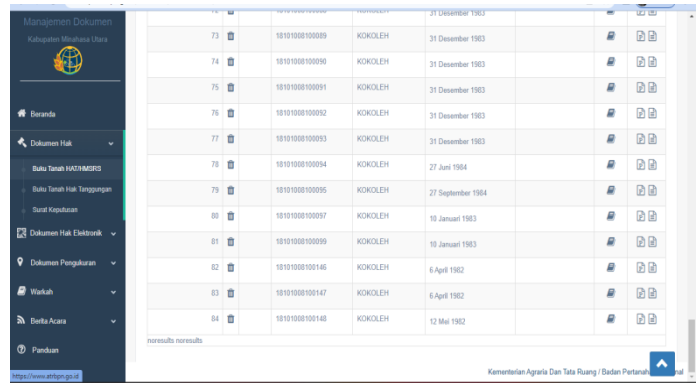 Manajemen Dokumen
Kabupaten Minahasa Utara
Beranda
Dokumen Hak
Buku Tanah HAT/HMSRS
Buku Tanah Hak Tanggungan
Surat Keputusan
Dokumen Hak Elektronik
Dokumen Pengukuran
Warkah
Berita Acara
Panduan
https://www.atrbpn.go.id
31 Desember 1983
73 18101008100089 KOKOLEH 31 Desember 1983
74 18101008100090 KOKOLEH 31 Desember 1983
75 18101008100091 KOKOLEH 31 Desember 1983
76 18101008100092 KOKOLEH 31 Desember 1983
77 18101008100093 KOKOLEH 31 Desember 1983
78 18101008100094 KOKOLEH 27 Juni 1984
79 18101008100095 KOKOLEH 27 September 1984
80 18101008100097 KOKOLEH 10 Januari 1983
81 18101008100099 KOKOLEH 10 Januari 1983
82 18101008100146 KOKOLEH 6 April 1982
83 18101008100147 KOKOLEH 6 April 1982
84 18101008100148 KOKOLEH 12 Mei 1982
noresults noresults
Kementerian Agraria Dan Tata Ruang / Badan Pertanah